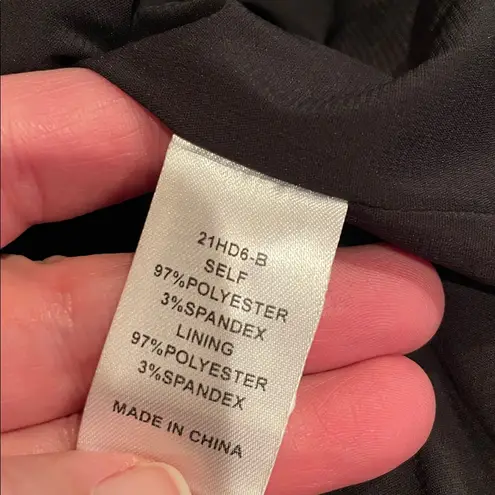 21HD6-B
SELF
97%POLYESTER
3%SPANDEX
LINING
97%POLYESTER
3%SPANDEX
MADE IN CHINA